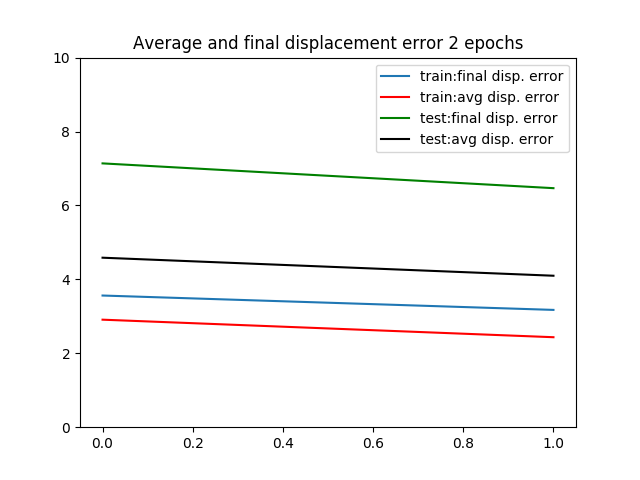 Average and final displacement error 2 epochs
train:final disp. error
train:avg disp. error
test:final disp. error
test:avg disp. error
10
8
6
4
2
0
0.0 0.2 0.4 0.6 0.8 1.0